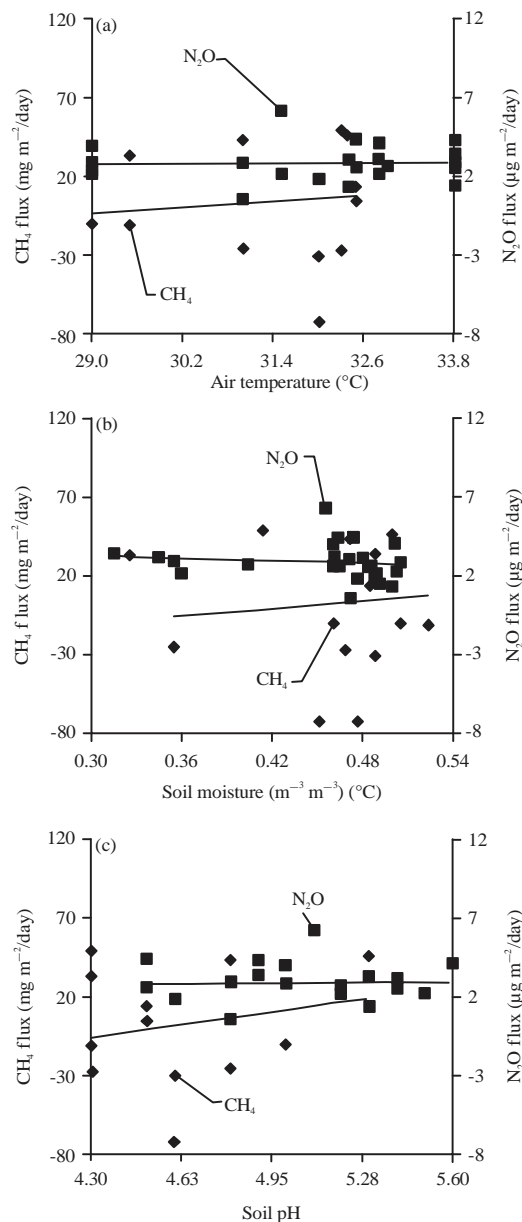 (a)
120
70
20
-30
-80
CH₄ flux (mg m⁻²/day)
12
7
2
-3
-8
N₂O flux (µg m⁻²/day)
N₂O
CH₄
29.0 30.2 31.4 32.6 33.8
Air temperature (°C)
(b)
120
70
20
-30
-80
CH₄ f lux (mg m⁻²/day)
12
7
2
-3
-8
N₂O flux (µg m⁻²/day)
N₂O
CH₄
0.30 0.36 0.42 0.48 0.54
Soil moisture (m⁻³ m⁻³) (°C)
(c)
120
70
20
-30
-80
CH₄ flux (mg m⁻²/day)
12
7
2
-3
-8
N₂O flux (µg m⁻²/day)
N₂O
CH₄
4.30 4.63 4.95 5.28 5.60
Soil pH